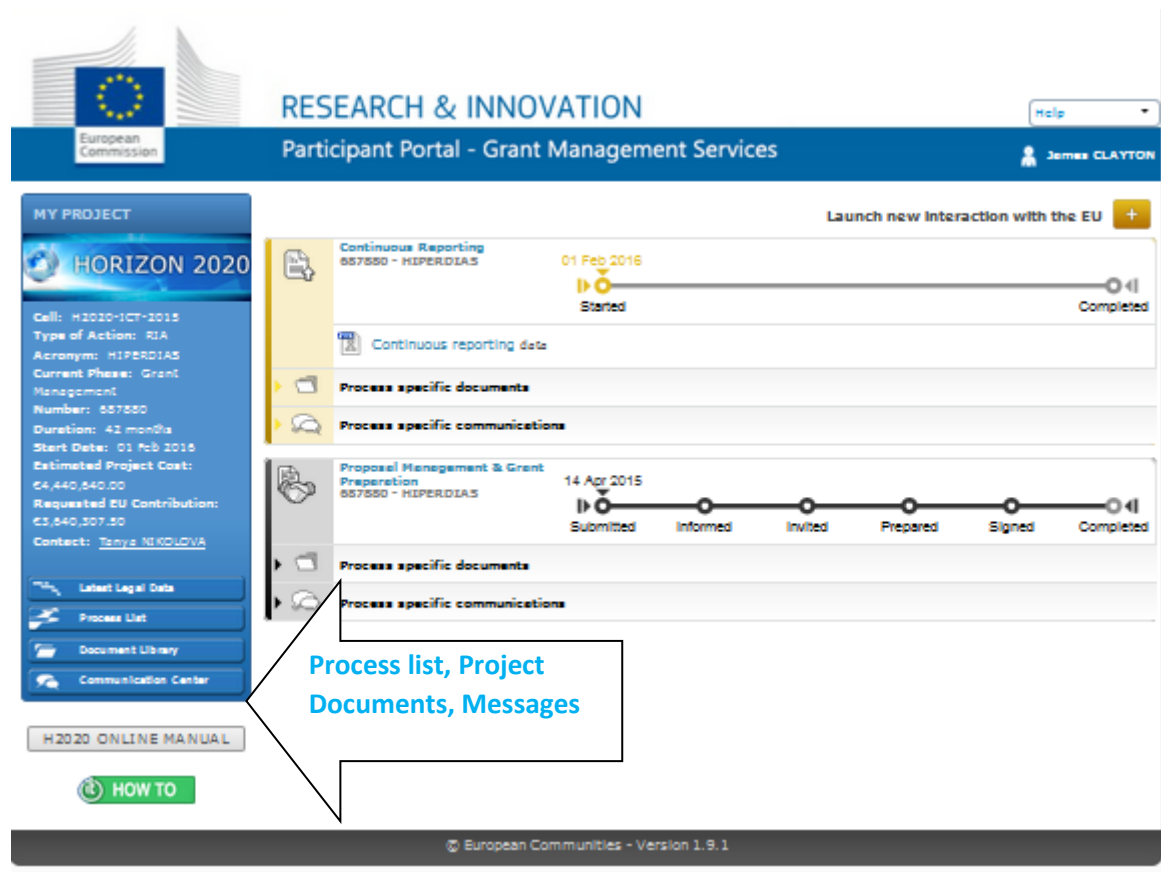 RESEARCH & INNOVATION
Help
European
Commission
Participant Portal - Grant Management Services
James CLAYTON
MY PROJECT
HORIZON 2020
Call: H2020-ICT-2015
Type of Action: RIA
Acronym: HIPERDIAS
Current Phase: Grant
Management
Number: 687880
Duration: 42 months
Start Date: 01 Feb 2016
Estimated Project Cost:
€4,440,640.00
Requested EU Contribution:
€3,640,307.50
Contact: Tanya NIKOLOVA
Latest Legal Data
Process List
Document Library
Communication Center
H2020 ONLINE MANUAL
HOW TO
Launch new interaction with the EU +
Continuous Reporting
687880 - HIPERDIAS
01 Feb 2016
Started
Completed
Continuous reporting data
Process specific documents
Process specific communications
Proposal Management & Grant
Preparation
687880 - HIPERDIAS
14 Apr 2015
Submitted
Informed
Invited
Prepared
Signed
Completed
Process specific documents
Process specific communications
Process list, Project
Documents, Messages
© European Communities - Version 1.9.1